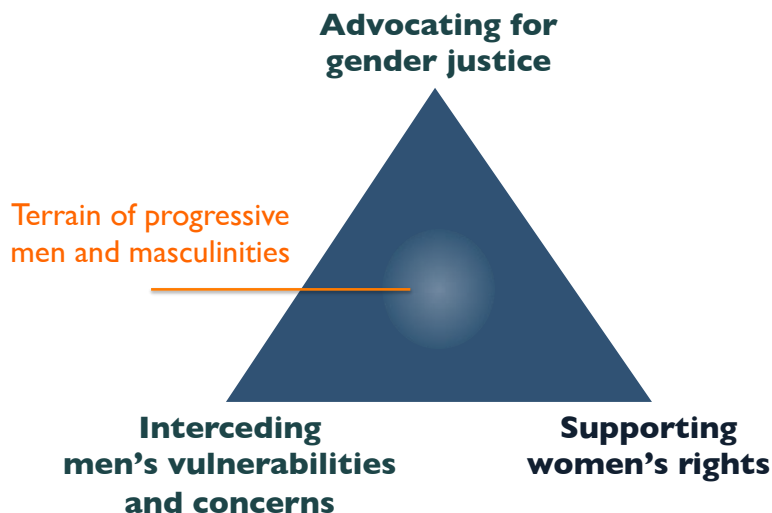 Advocating for
gender justice
Terrain of progressive
men and masculinities
Interceding
men’s vulnerabilities
and concerns
Supporting
women’s rights